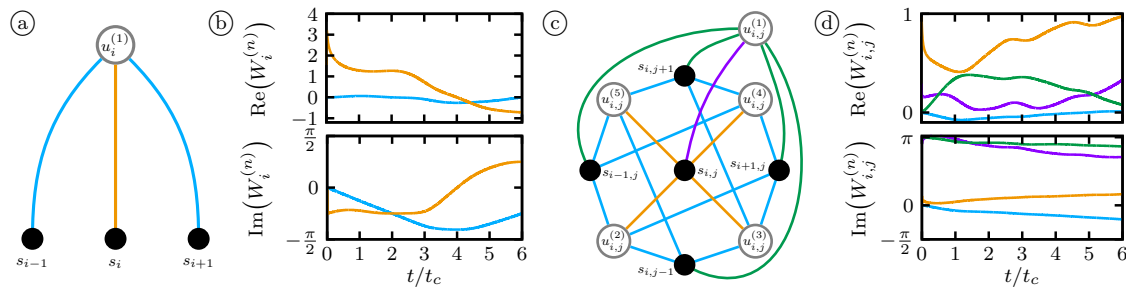 a
u_i^{(1)}
s_{i−1}
s_i
s_{i+1}
b
Re(W_i^{(n)})
4
3
2
1
0
−1
Im(W_i^{(n)})
π/2
0
−π/2
0 1 2 3 4 5 6
t/t_c
c
u_{i,j}^{(1)}
s_{i,j+1}
u_{i,j}^{(5)}
u_{i,j}^{(4)}
s_{i−1,j}
s_{i,j}
s_{i+1,j}
u_{i,j}^{(2)}
u_{i,j}^{(3)}
s_{i,j−1}
d
Re(W_{i,j}^{(n)})
1
0
Im(W_{i,j}^{(n)})
π
0
−π/2
0 1 2 3 4 5 6
t/t_c